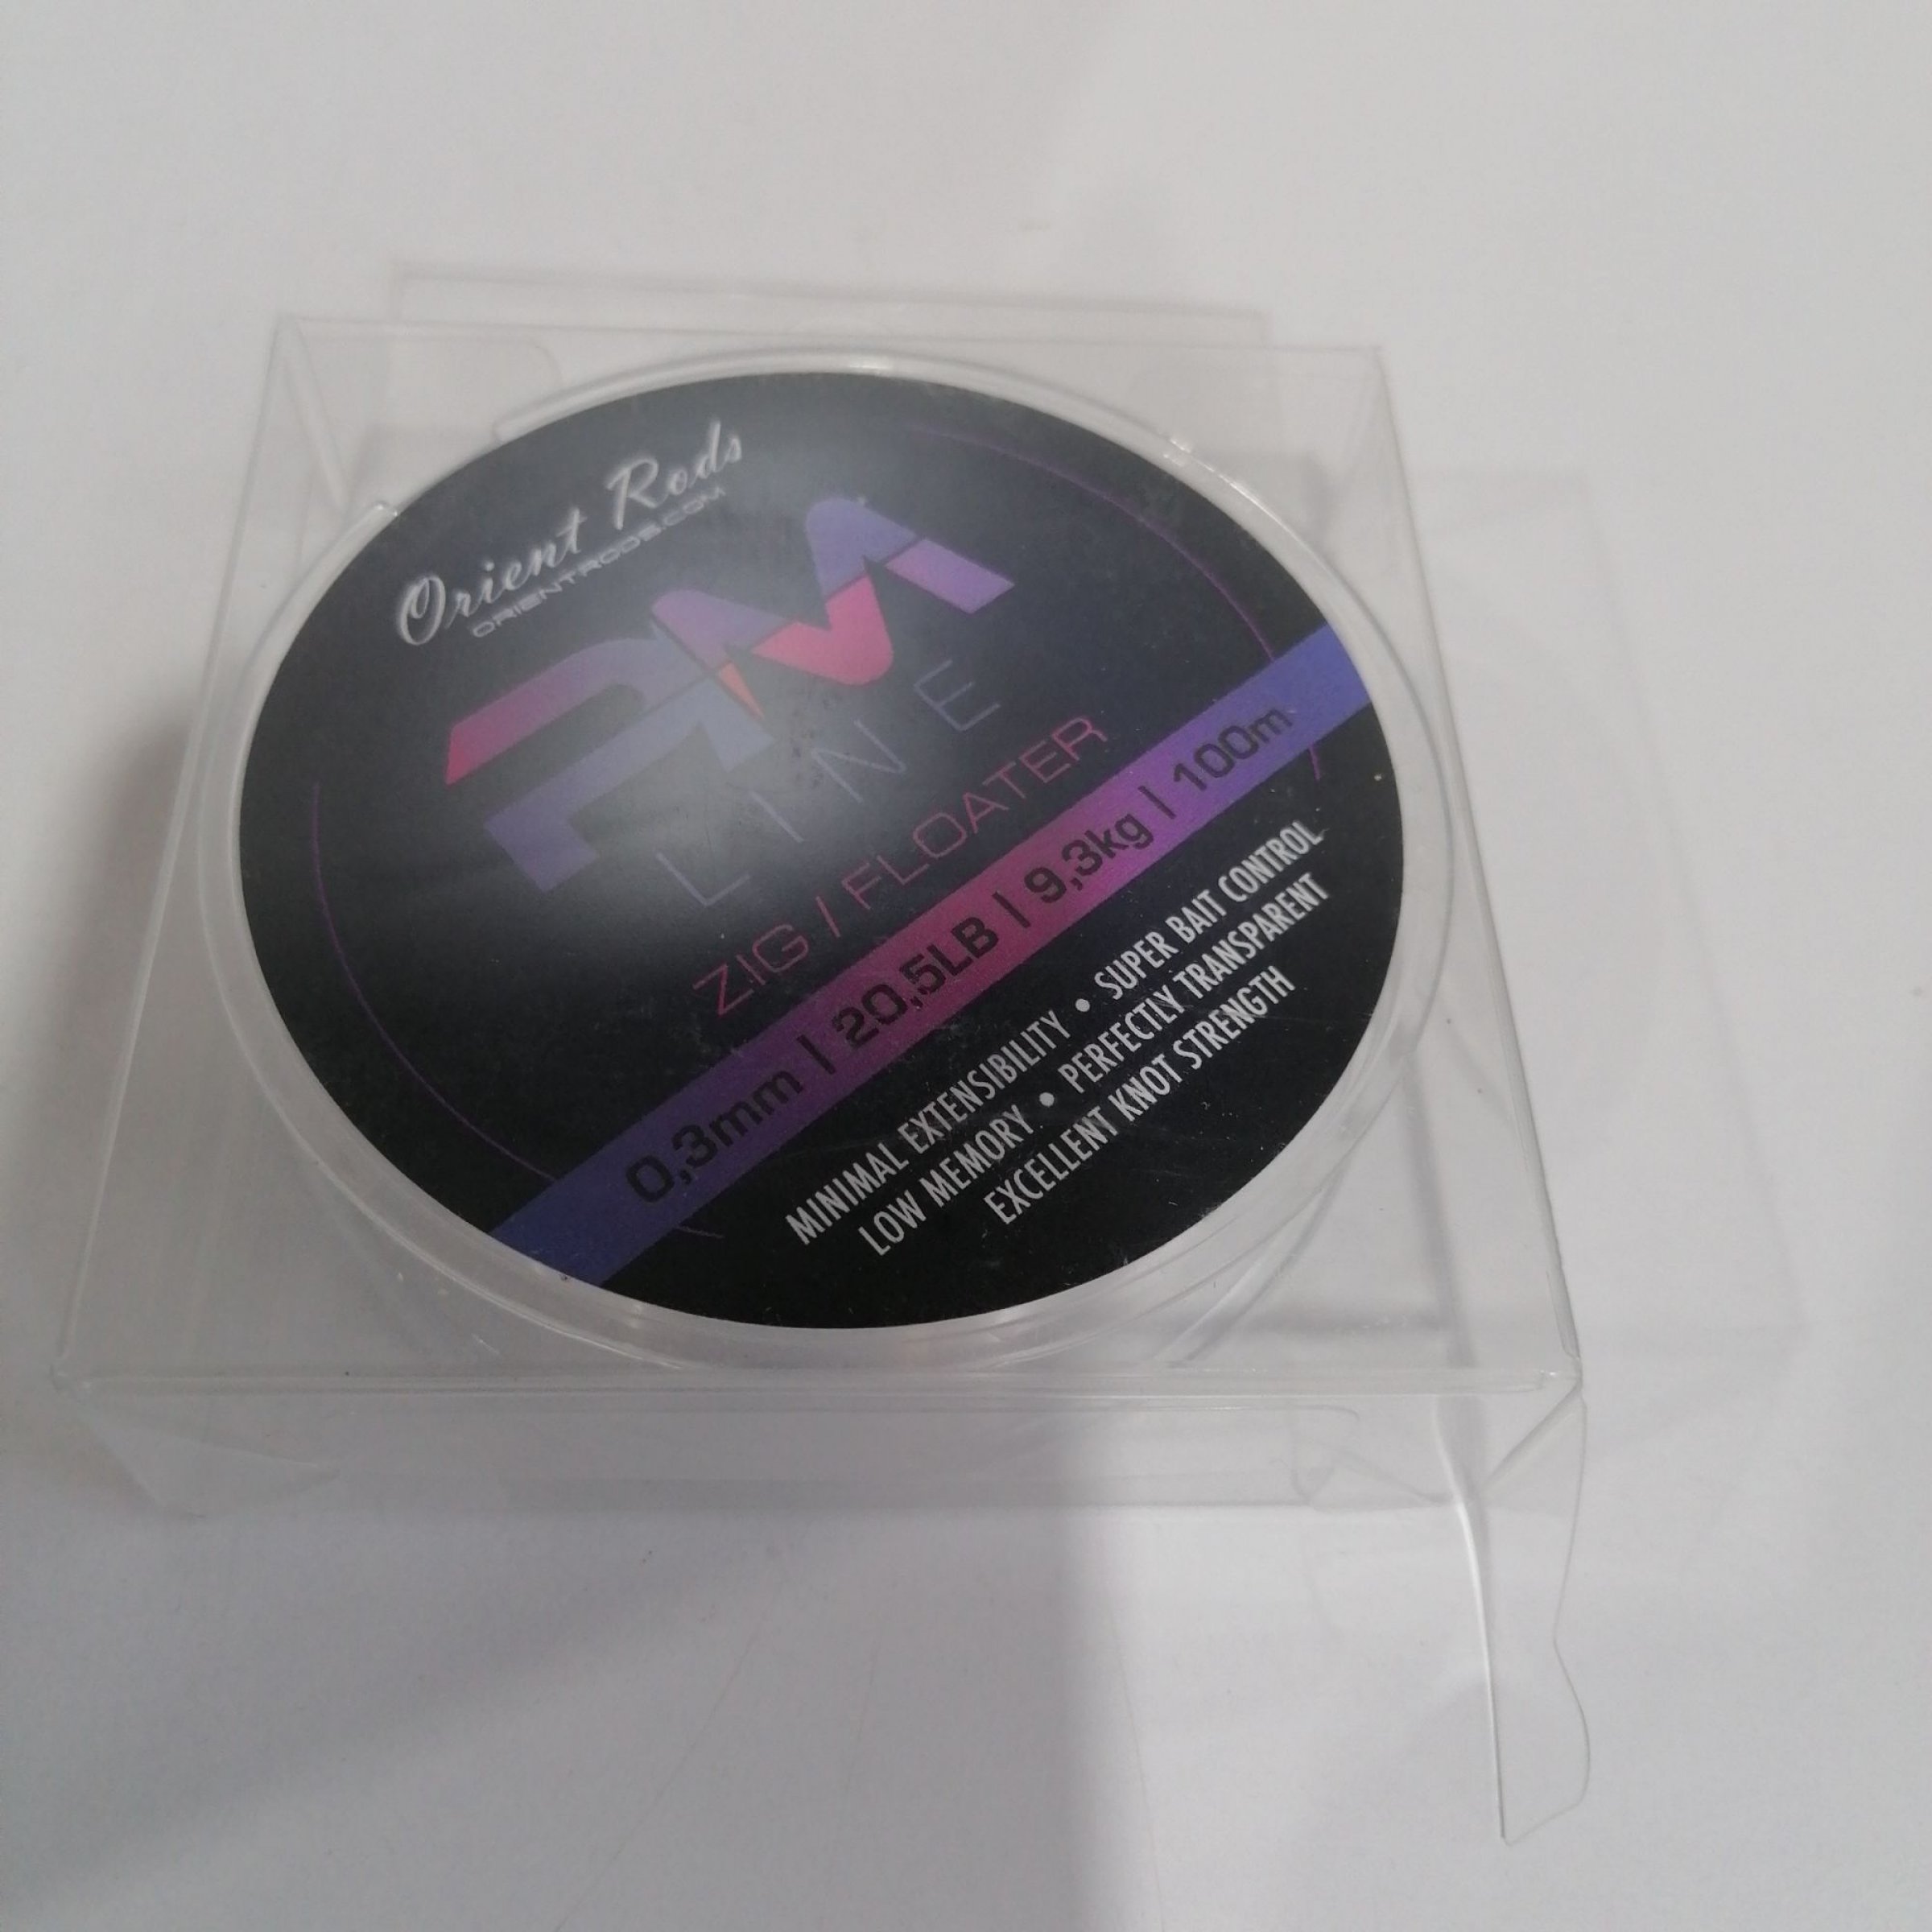 Orient Rods
ORIENTRODS.COM
PM
LINE
ZIG / FLOATER
0,3mm | 20,5LB | 9,3kg | 100m
MINIMAL EXTENSIBILITY • SUPER BAIT CONTROL
LOW MEMORY • PERFECTLY TRANSPARENT
EXCELLENT KNOT STRENGTH